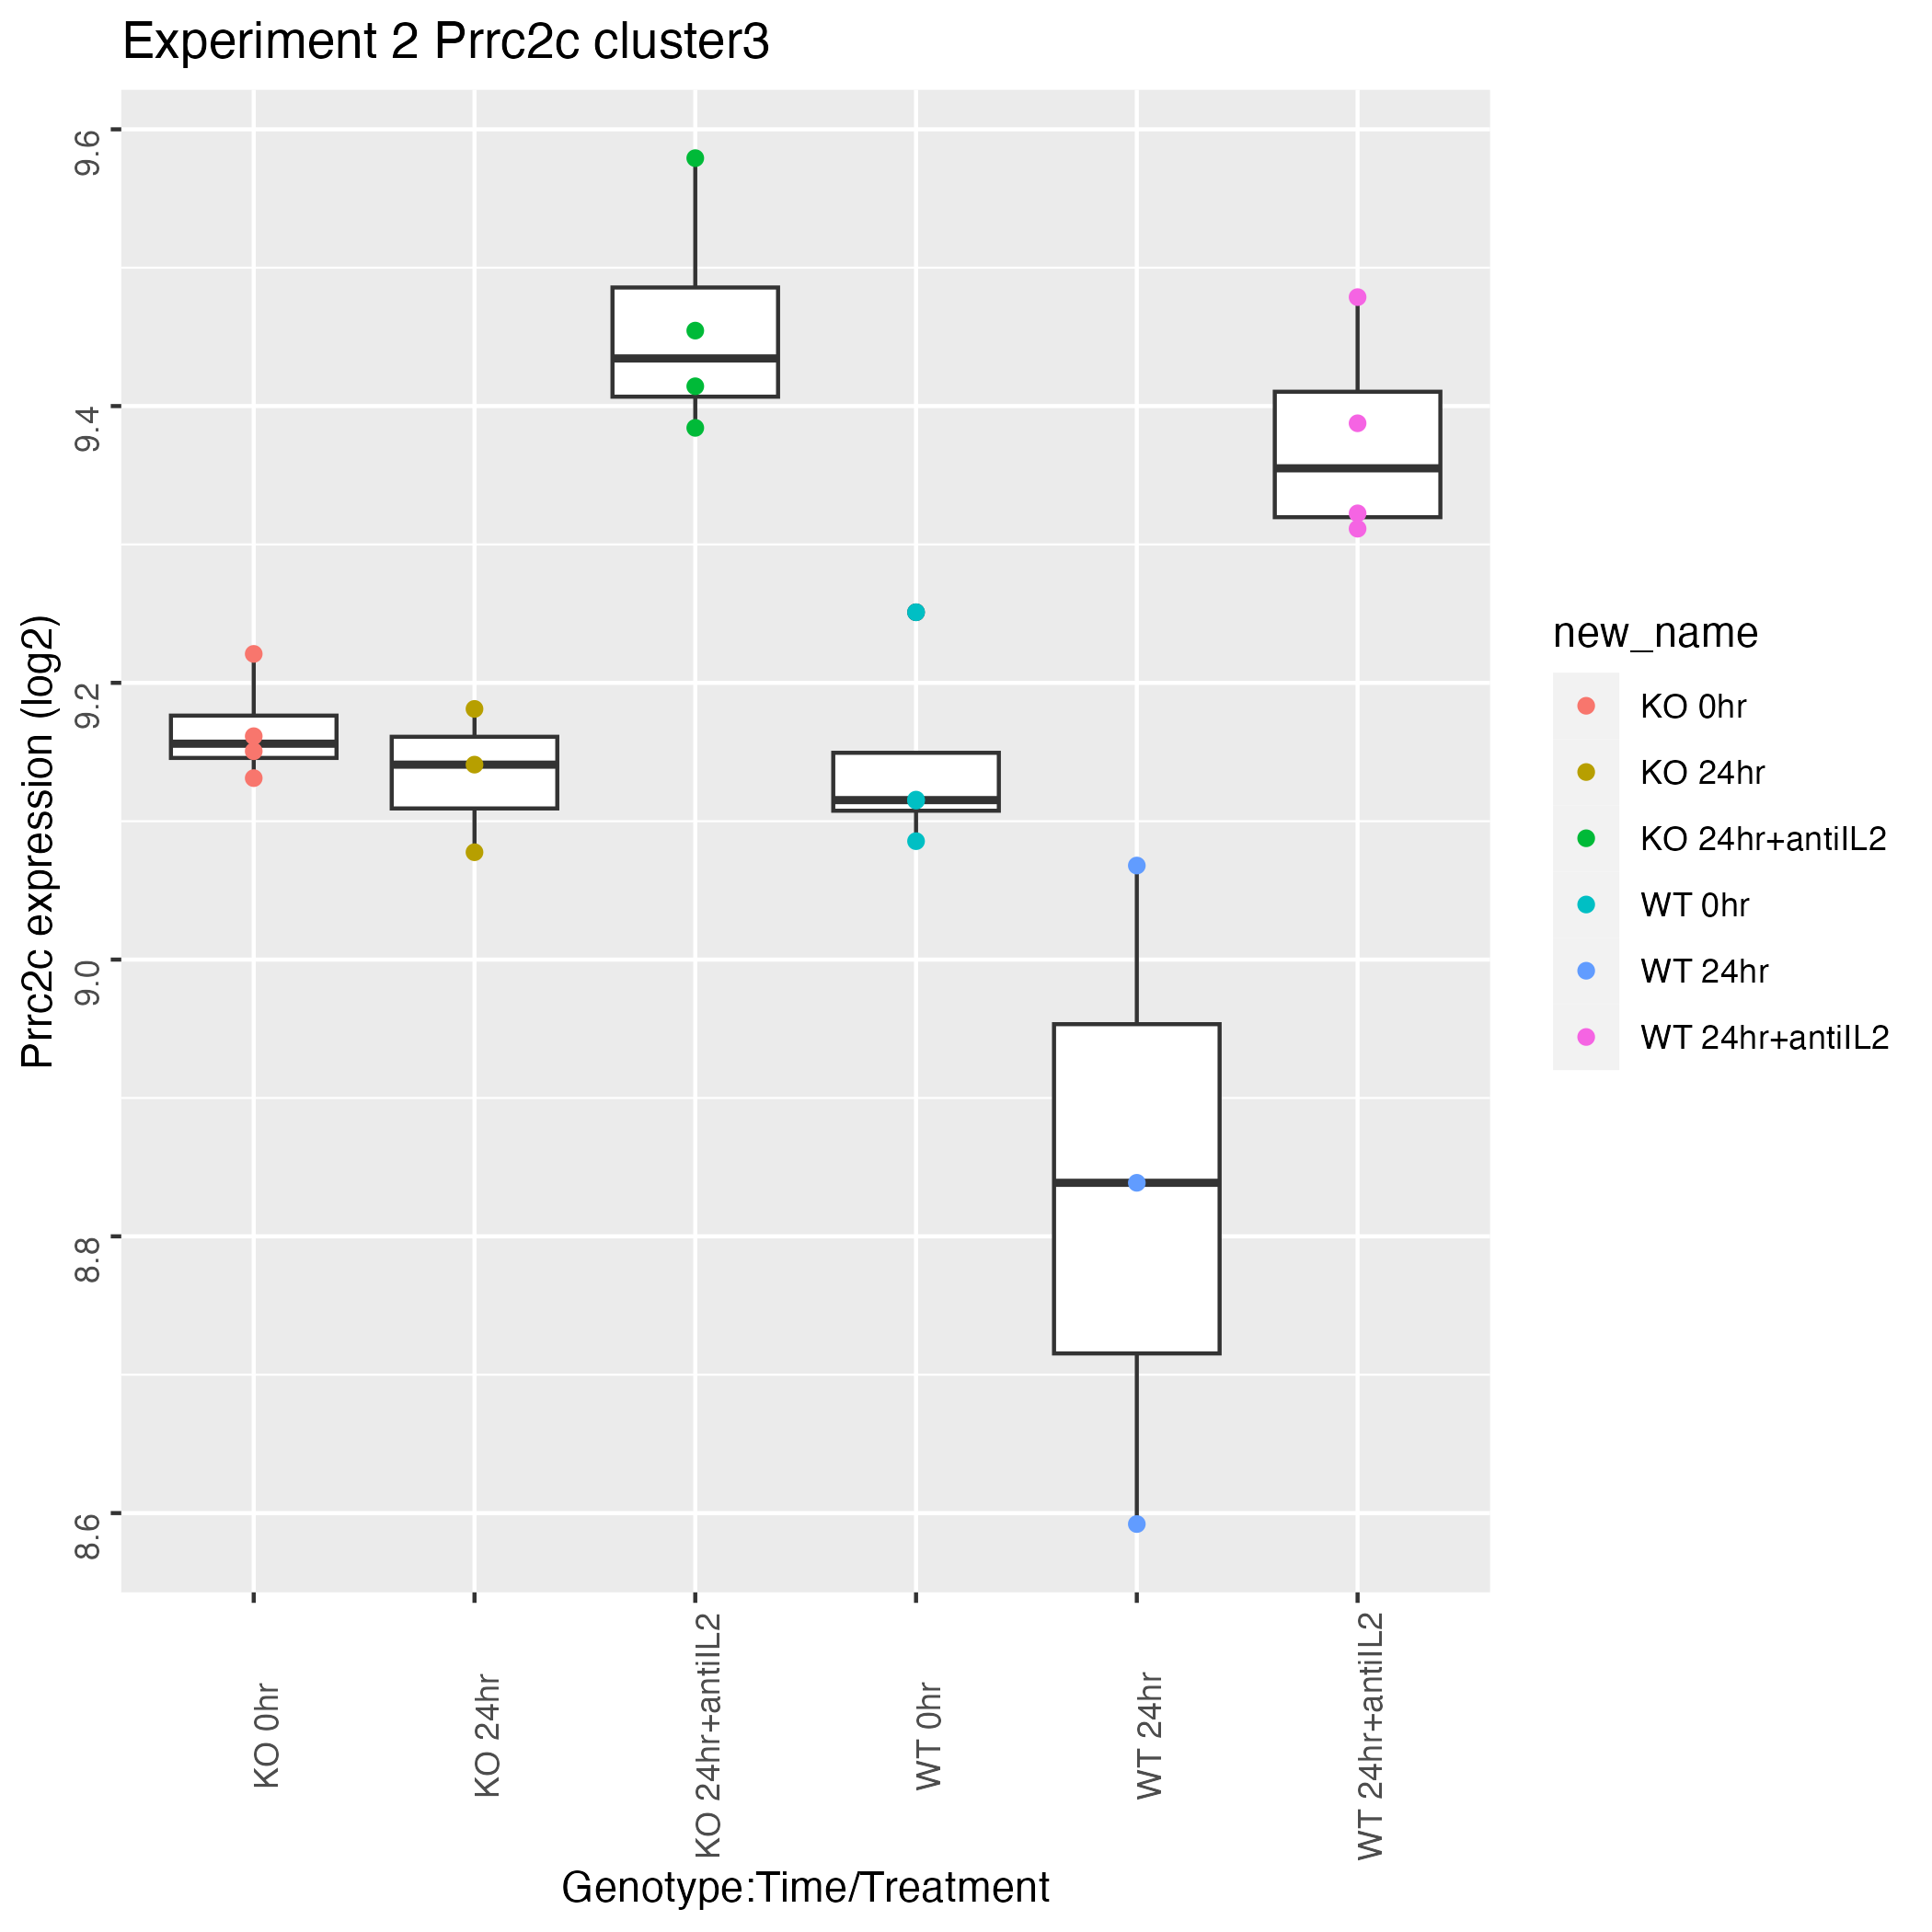 Experiment 2 Prrc2c cluster3
Prrc2c expression (log2)
9.6
9.4
9.2
9.0
8.8
8.6
KO 0hr
KO 24hr
KO 24hr+antiIL2
WT 0hr
WT 24hr
WT 24hr+antiIL2
Genotype:Time/Treatment
new_name
KO 0hr
KO 24hr
KO 24hr+antiIL2
WT 0hr
WT 24hr
WT 24hr+antiIL2